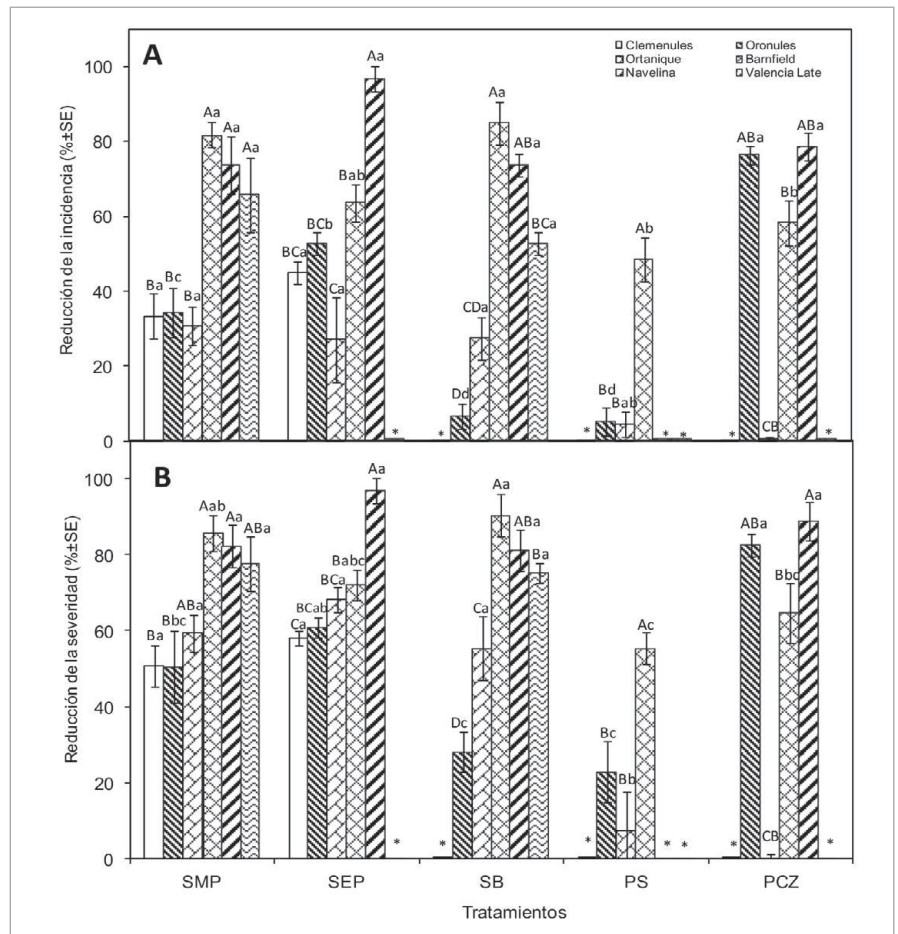 A
Clemenules Oronules
Ortanique Barnfield
Navelina Valencia Late
Reducción de la incidencia (%±SE)
100
80
60
40
20
0
Ba Bc Ba Aa Aa Aa
BCa BCb Ca Bab Aa *
* Dd CDa Aa ABa BCa
* Bd Bab Ab * *
* ABa CB Bb ABa *
B
Reducción de la severidad (%±SE)
100
80
60
40
20
0
Ba Bbc ABa Aab Aa ABa
Ca BCab BCa Babc Aa *
* Dc Ca Aa ABa Ba
* Bc Bb Ac * *
* ABa CB Bbc Aa *
SMP SEP SB PS PCZ
Tratamientos